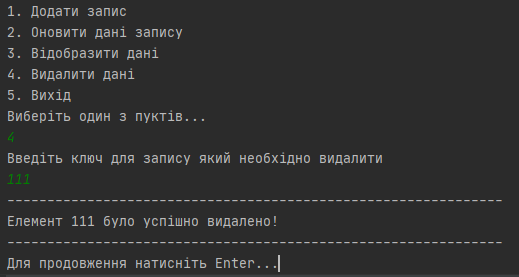 1. Додати запис
2. Оновити дані запису
3. Відобразити дані
4. Видалити дані
5. Вихід
Виберіть один з пуктів...
4
Введіть ключ для запису який необхідно видалити
111
--------------------------------------------------------------
Елемент 111 було успішно видалено!
--------------------------------------------------------------
Для продовження натисніть Enter...